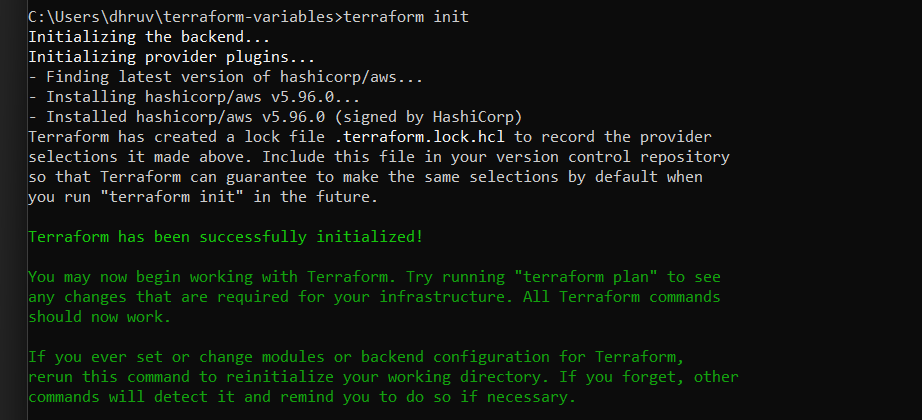 C:\Users\dhruv\terraform-variables>terraform init
Initializing the backend...
Initializing provider plugins...
- Finding latest version of hashicorp/aws...
- Installing hashicorp/aws v5.96.0...
- Installed hashicorp/aws v5.96.0 (signed by HashiCorp)
Terraform has created a lock file .terraform.lock.hcl to record the provider
selections it made above. Include this file in your version control repository
so that Terraform can guarantee to make the same selections by default when
you run "terraform init" in the future.
Terraform has been successfully initialized!
You may now begin working with Terraform. Try running "terraform plan" to see
any changes that are required for your infrastructure. All Terraform commands
should now work.
If you ever set or change modules or backend configuration for Terraform,
rerun this command to reinitialize your working directory. If you forget, other
commands will detect it and remind you to do so if necessary.